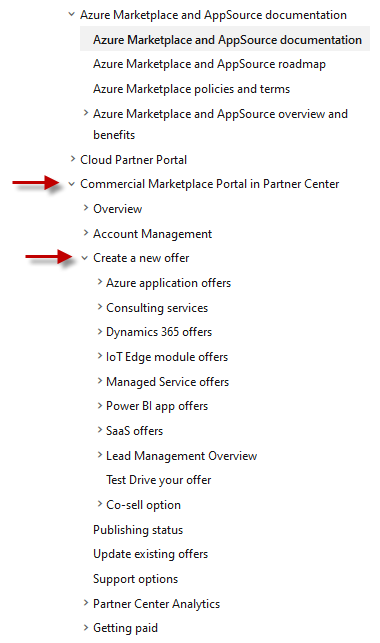 Azure Marketplace and AppSource documentation
Azure Marketplace and AppSource documentation
Azure Marketplace and AppSource roadmap
Azure Marketplace policies and terms
Azure Marketplace and AppSource overview and
benefits
Cloud Partner Portal
Commercial Marketplace Portal in Partner Center
Overview
Account Management
Create a new offer
Azure application offers
Consulting services
Dynamics 365 offers
IoT Edge module offers
Managed Service offers
Power BI app offers
SaaS offers
Lead Management Overview
Test Drive your offer
Co-sell option
Publishing status
Update existing offers
Support options
Partner Center Analytics
Getting paid